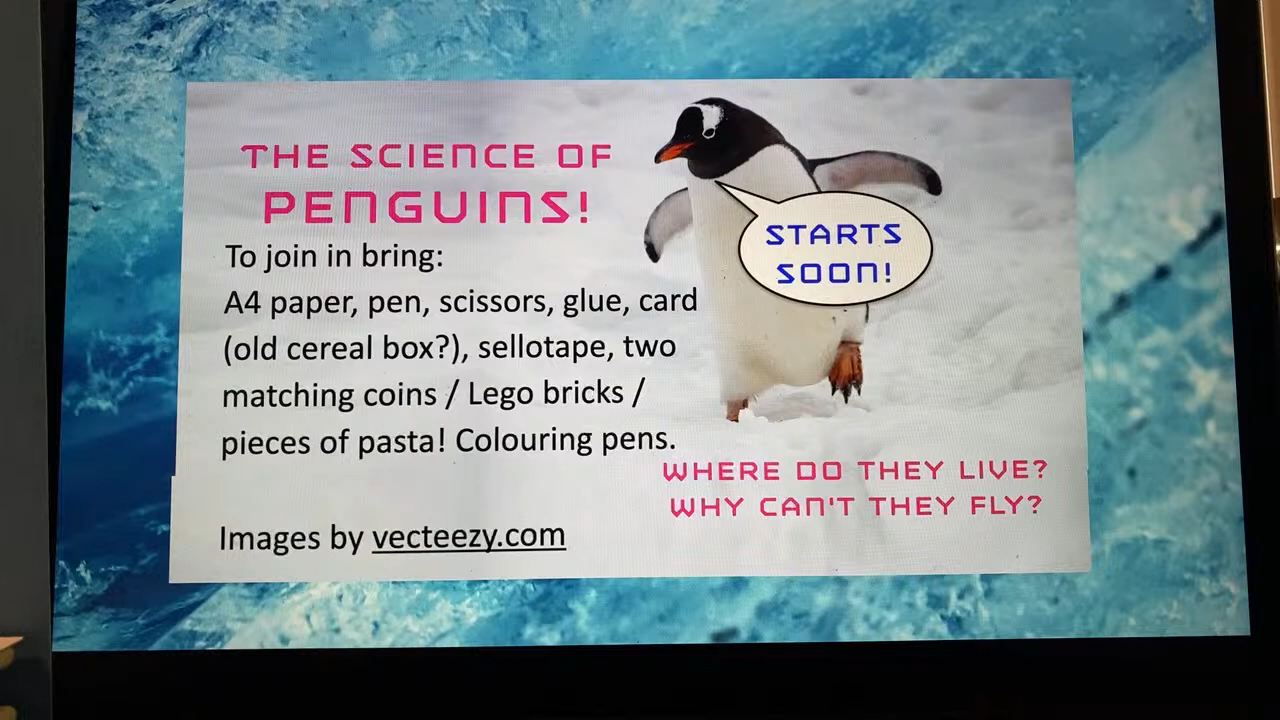 THE SCIENCE OF
PENGUINS!
To join in bring:
A4 paper, pen, scissors, glue, card
(old cereal box?), sellotape, two
matching coins / Lego bricks /
pieces of pasta! Colouring pens.
STARTS
SOON!
WHERE DO THEY LIVE?
WHY CAN'T THEY FLY?
Images by vecteezy.com